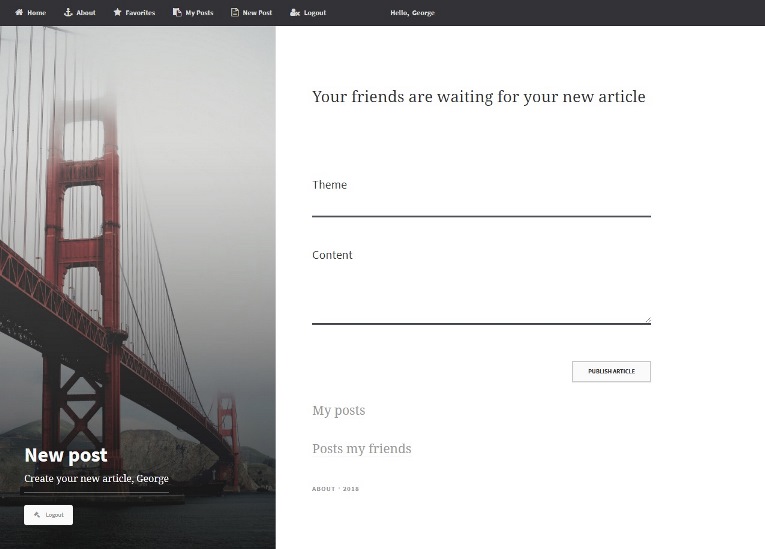 Home About Favorites My Posts New Post Logout Hello, George
Your friends are waiting for your new article
Theme
Content
PUBLISH ARTICLE
My posts
Posts my friends
ABOUT - 2018
New post
Create your new article, George
Logout